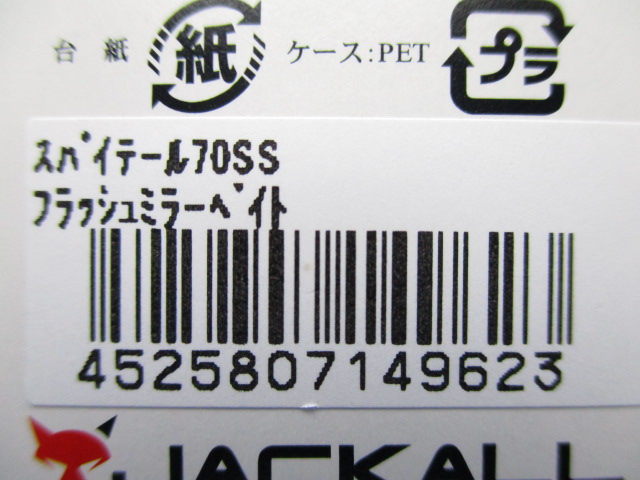 台紙 紙 ケース:PET プラ
スパイテール70SS
フラッシュミラーベイト
4525807149623
JACKALL